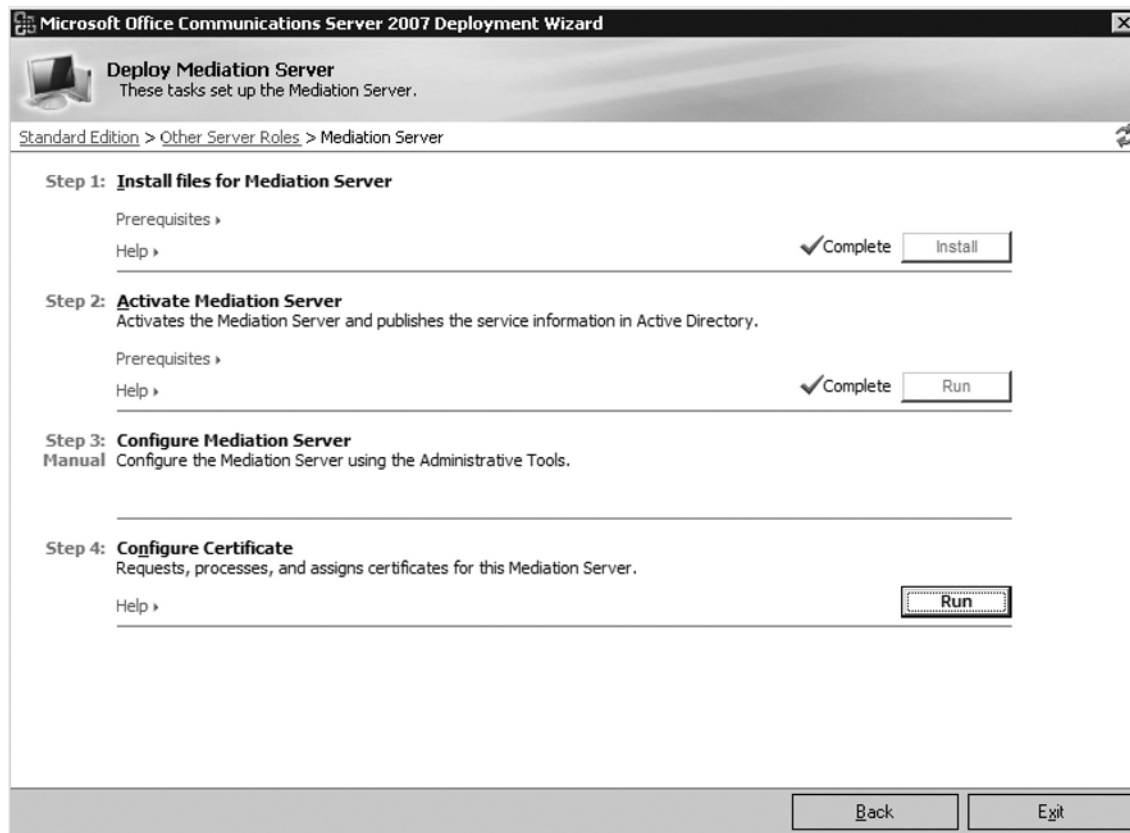 Microsoft Office Communications Server 2007 Deployment Wizard
Deploy Mediation Server
These tasks set up the Mediation Server.
Standard Edition > Other Server Roles > Mediation Server
Step 1: Install files for Mediation Server
Prerequisites
Help
Complete Install
Step 2: Activate Mediation Server
Activates the Mediation Server and publishes the service information in Active Directory.
Prerequisites
Help
Complete Run
Step 3: Configure Mediation Server
Manual Configure the Mediation Server using the Administrative Tools.
Step 4: Configure Certificate
Requests, processes, and assigns certificates for this Mediation Server.
Help
Run
Back Exit